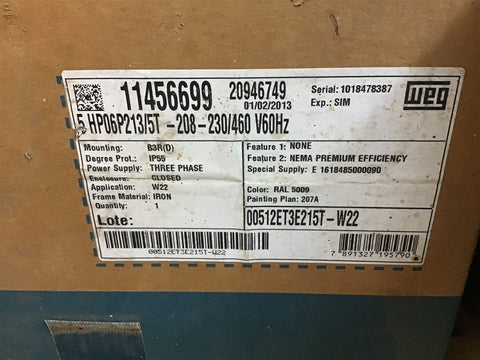 11456699 20946749 Serial: 1018478387 weg
01/02/2013 Exp.: SIM
5 HP06P213/5T -208-230/460 V60Hz
Mounting: B3R(D) Feature 1: NONE
Degree Prot.: IP55 Feature 2: NEMA PREMIUM EFFICIENCY
Power Supply: THREE PHASE Special Supply: E 1618485000090
Enclosure: CLOSED
Application: W22 Color: RAL 5009
Frame Material: IRON Painting Plan: 207A
Quantity: 1
Lote: 00512ET3E215T-W22
00512ET3E215T-W22
7 891327 195790